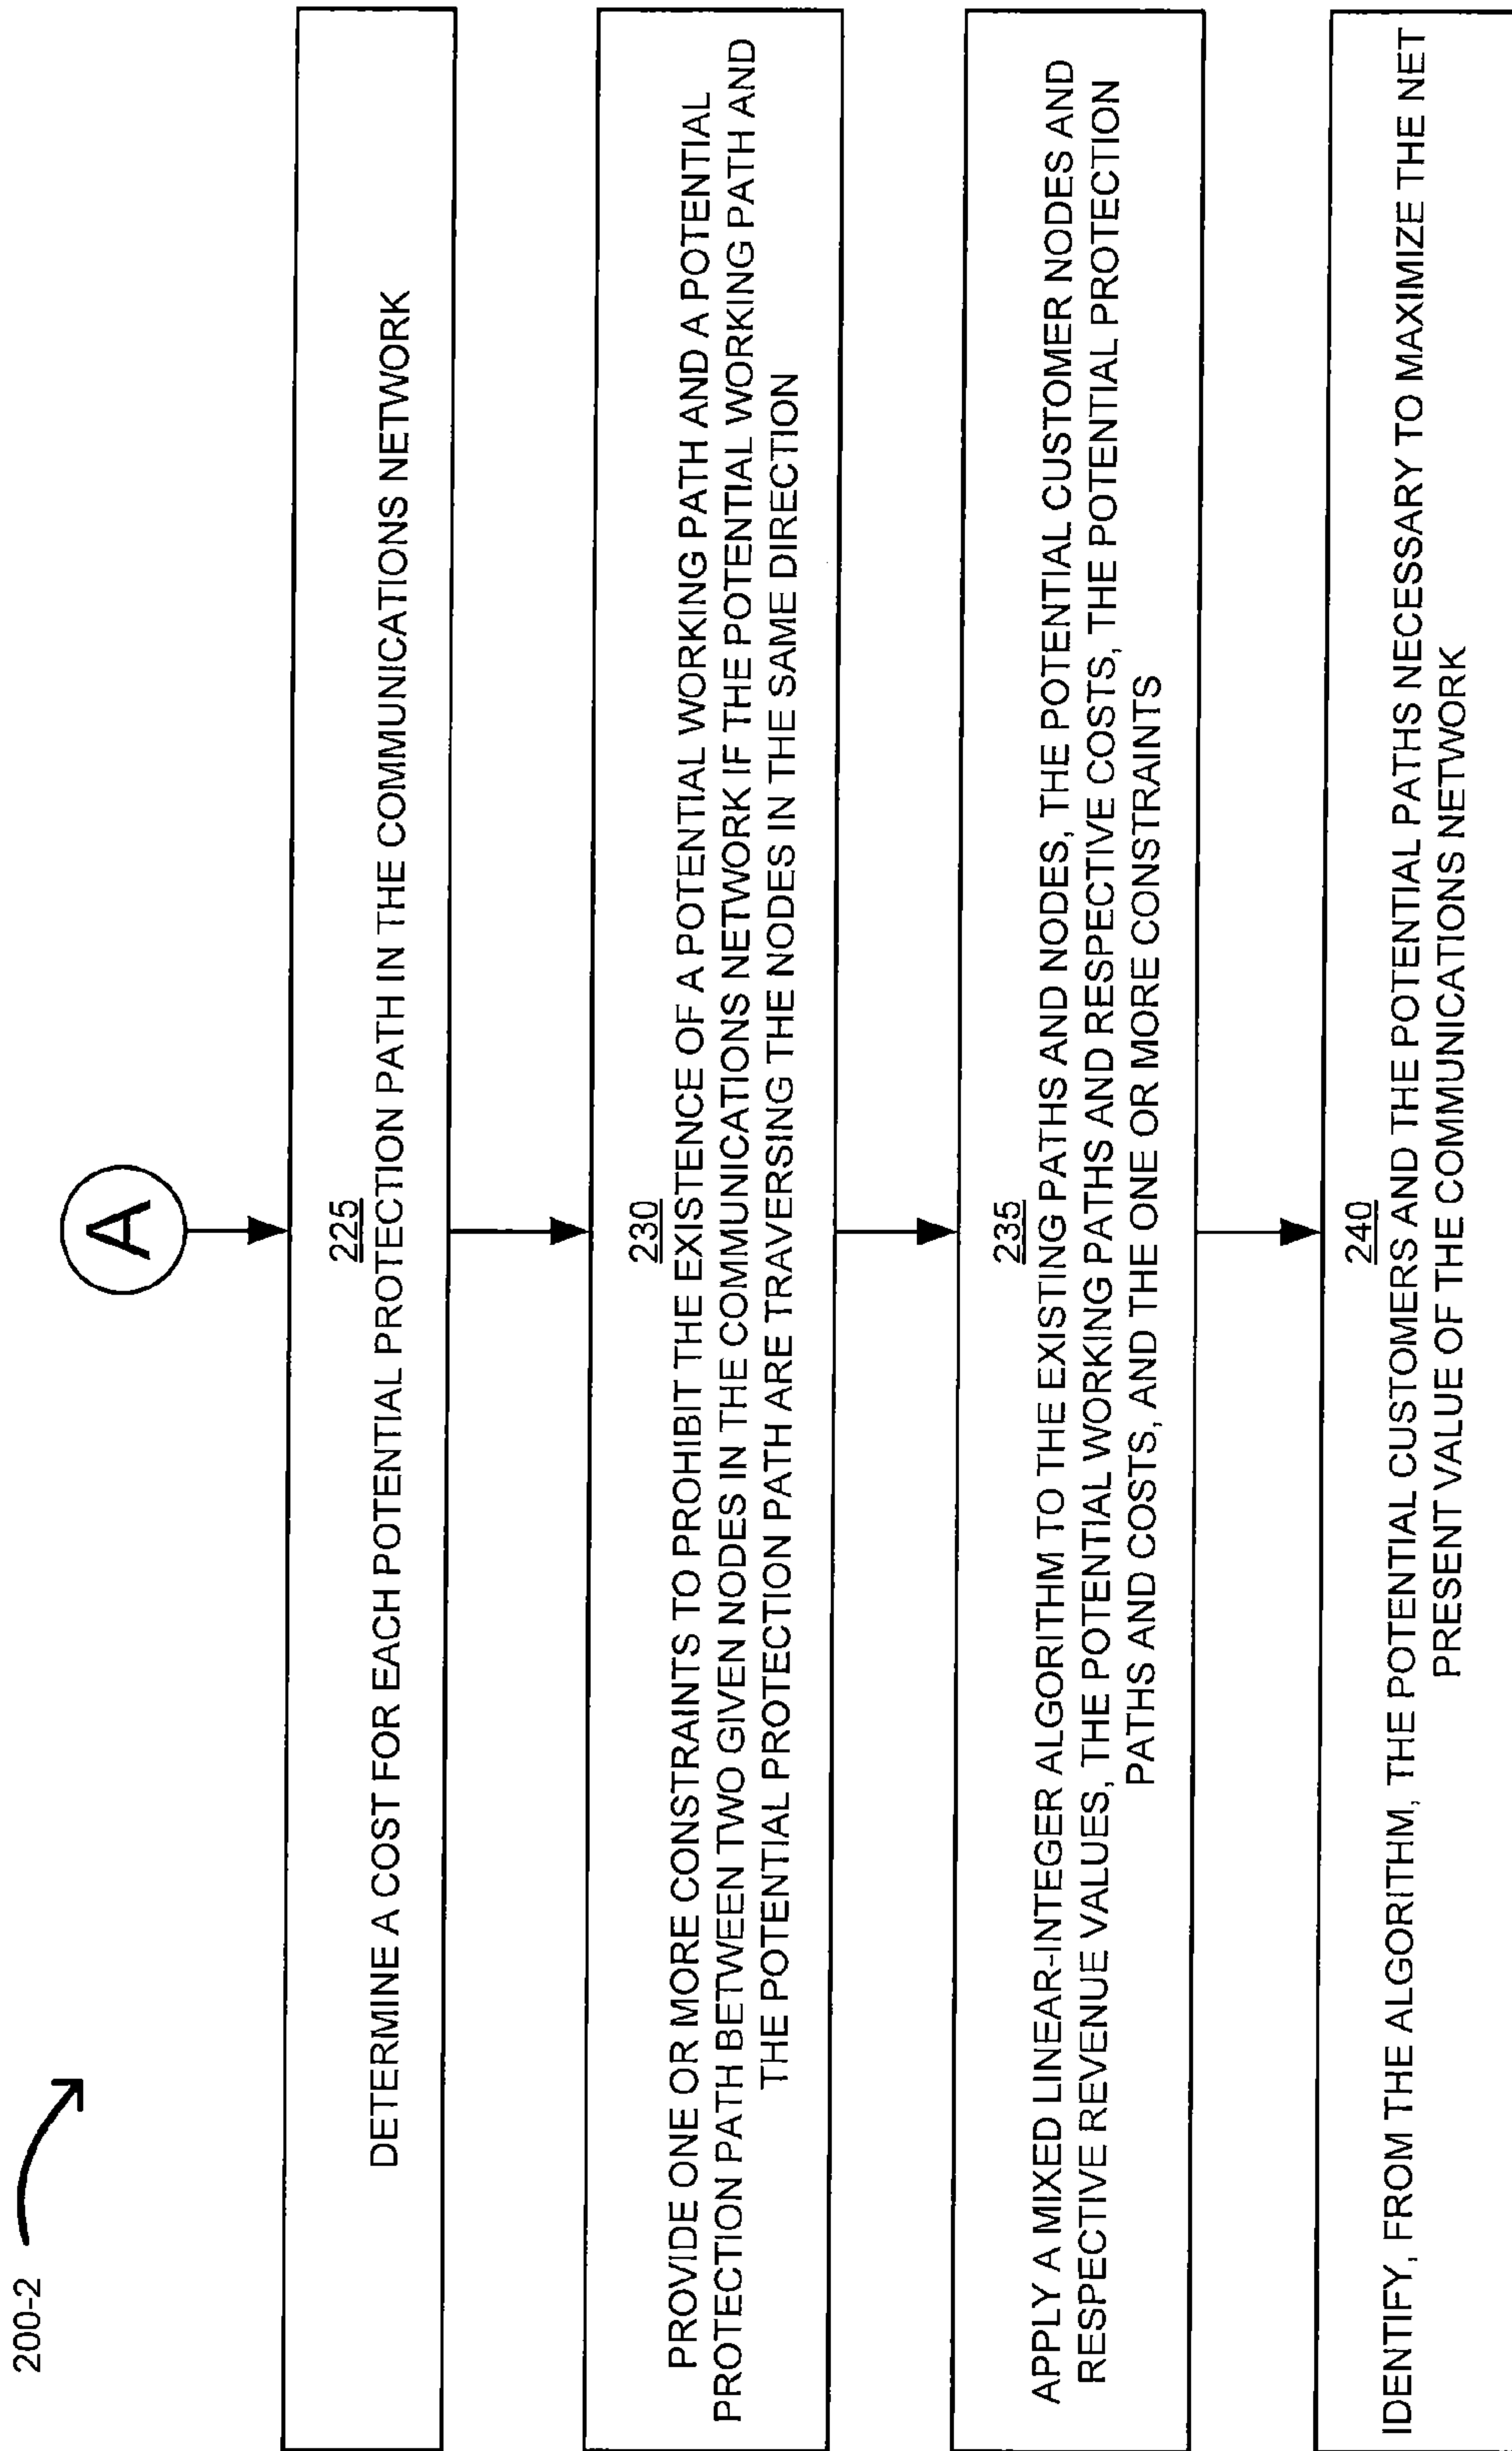 200-2
A
225
DETERMINE A COST FOR EACH POTENTIAL PROTECTION PATH IN THE COMMUNICATIONS NETWORK
230
PROVIDE ONE OR MORE CONSTRAINTS TO PROHIBIT THE EXISTENCE OF A POTENTIAL WORKING PATH AND A POTENTIAL
PROTECTION PATH BETWEEN TWO GIVEN NODES IN THE COMMUNICATIONS NETWORK IF THE POTENTIAL WORKING PATH AND
THE POTENTIAL PROTECTION PATH ARE TRAVERSING THE NODES IN THE SAME DIRECTION
235
APPLY A MIXED LINEAR-INTEGER ALGORITHM TO THE EXISTING PATHS AND NODES, THE POTENTIAL CUSTOMER NODES AND
RESPECTIVE REVENUE VALUES, THE POTENTIAL WORKING PATHS AND RESPECTIVE COSTS, THE POTENTIAL PROTECTION
PATHS AND COSTS, AND THE ONE OR MORE CONSTRAINTS
240
IDENTIFY, FROM THE ALGORITHM, THE POTENTIAL CUSTOMERS AND THE POTENTIAL PATHS NECESSARY TO MAXIMIZE THE NET
PRESENT VALUE OF THE COMMUNICATIONS NETWORK